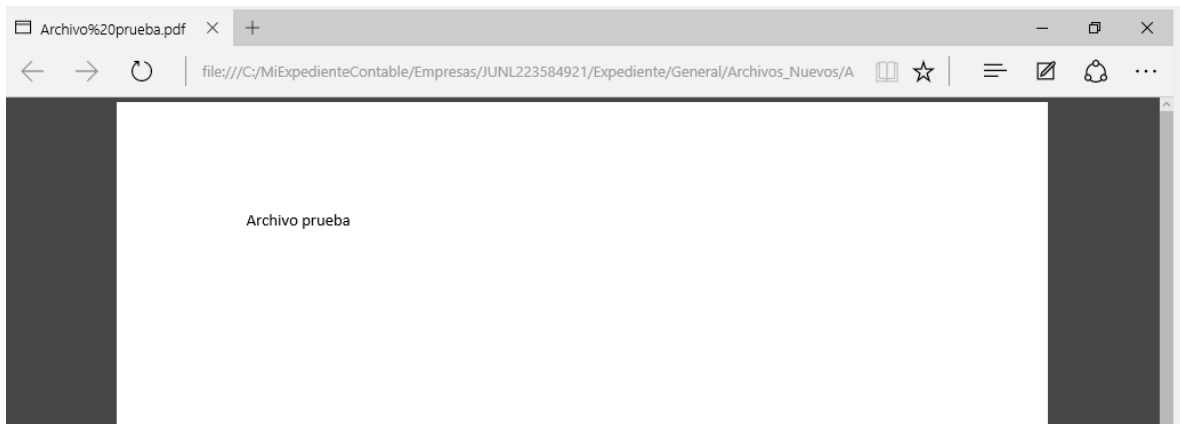 Archivo%20prueba.pdf
file:///C:/MiExpedienteContable/Empresas/JUNL223584921/Expediente/General/Archivos_Nuevos/A
Archivo prueba